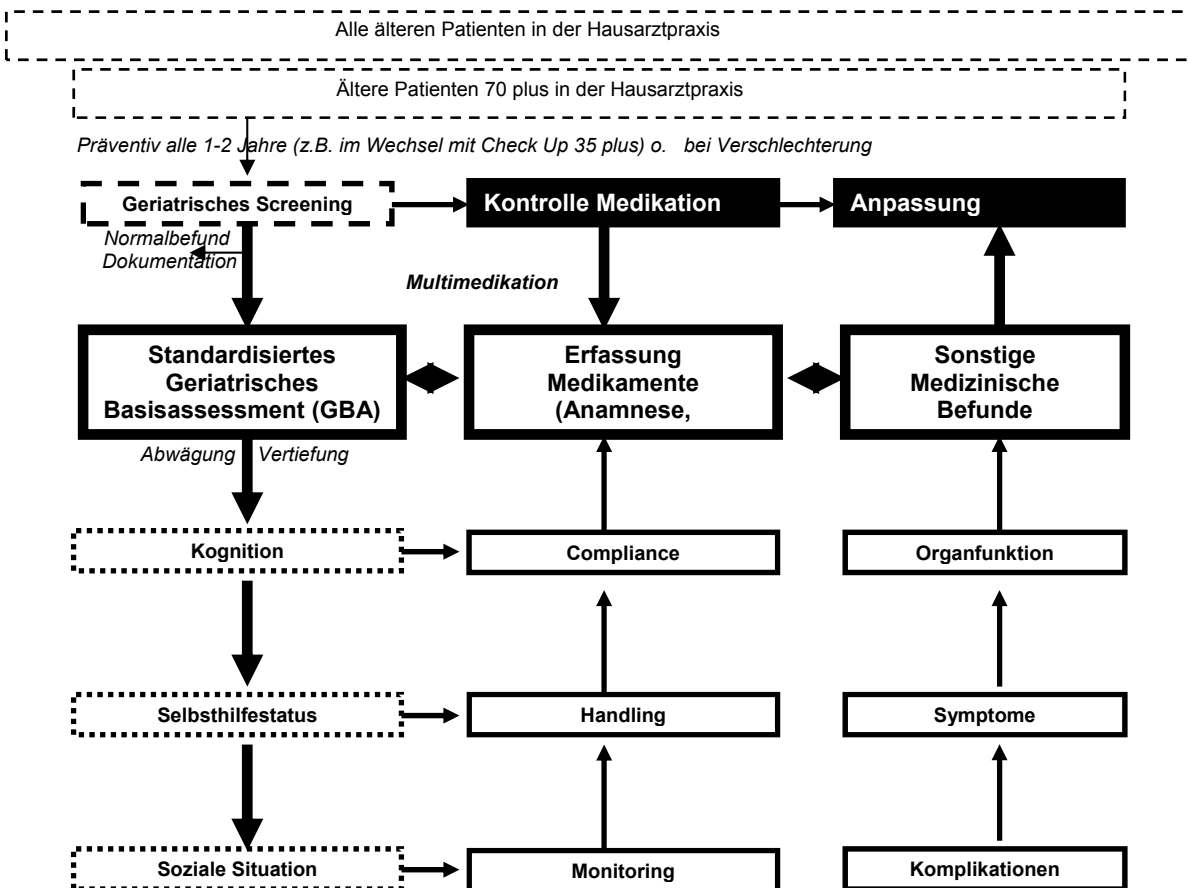 Alle älteren Patienten in der Hausarztpraxis
Ältere Patienten 70 plus in der Hausarztpraxis
Präventiv alle 1-2 Jahre (z.B. im Wechsel mit Check Up 35 plus) o. bei Verschlechterung
Geriatrisches Screening
Kontrolle Medikation
Anpassung
Normalbefund
Dokumentation
Multimedikation
Standardisiertes
Geriatrisches
Basisassessment (GBA)
Erfassung
Medikamente
(Anamnese,
Sonstige
Medizinische
Befunde
Abwägung Vertiefung
Kognition
Compliance
Organfunktion
Selbsthilfestatus
Handling
Symptome
Soziale Situation
Monitoring
Komplikationen